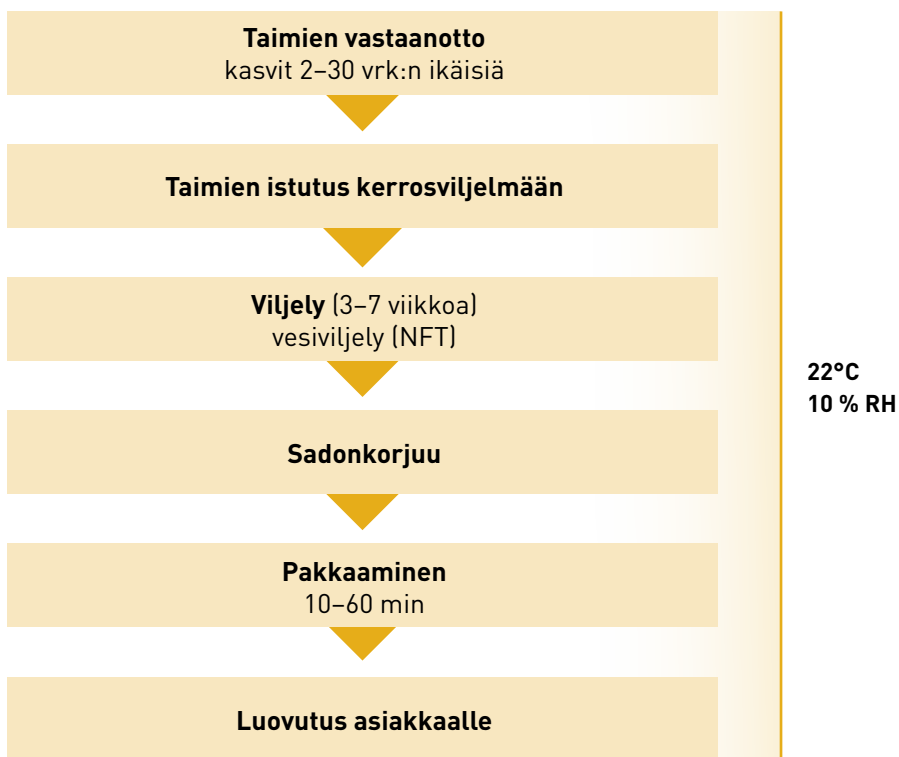 Taimien vastaanotto
kasvit 2–30 vrk:n ikäisiä
Taimien istutus kerrosviljelmään
Viljely (3–7 viikkoa)
vesiviljely (NFT)
22°C
10 % RH
Sadonkorjuu
Pakkaaminen
10–60 min
Luovutus asiakkaalle